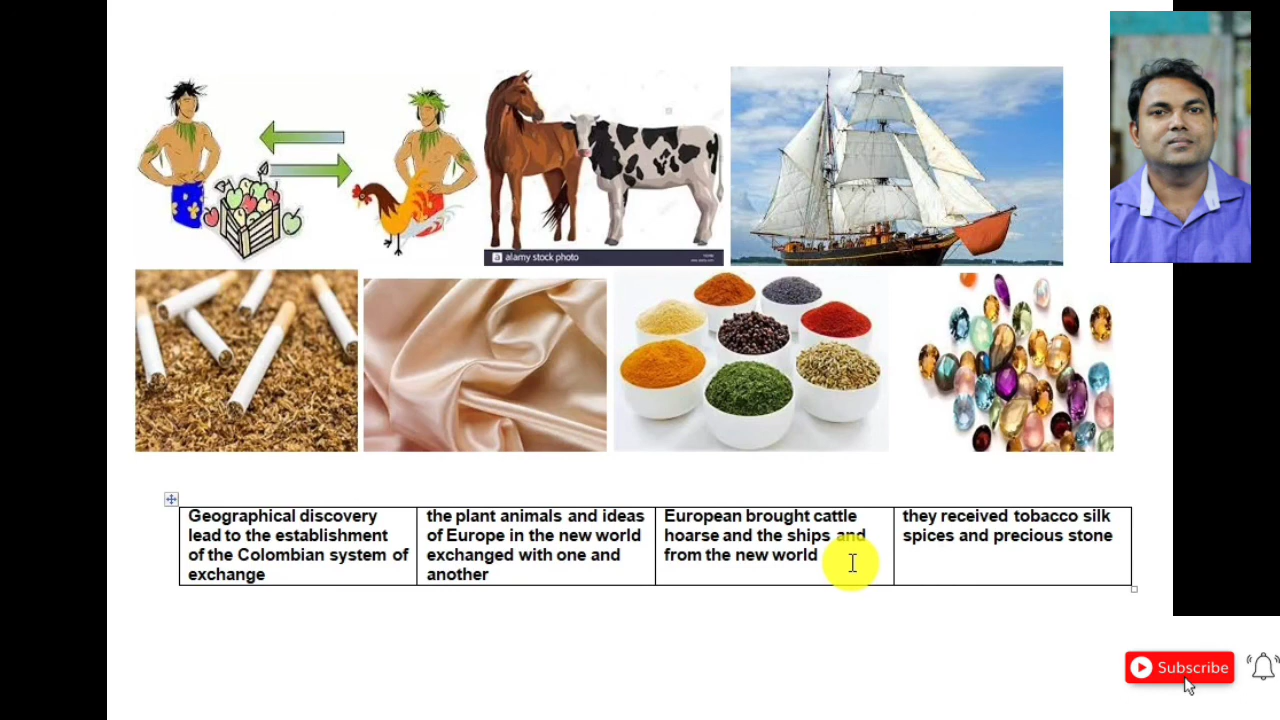 alamy stock photo
Geographical discovery
lead to the establishment
of the Colombian system of
exchange
the plant animals and ideas
of Europe in the new world
exchanged with one and
another
European brought cattle
hoarse and the ships and
from the new world
they received tobacco silk
spices and precious stone
Subscribe